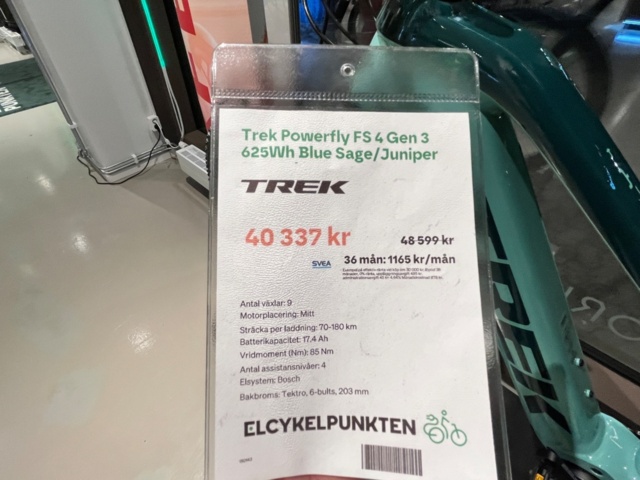 Trek Powerfly FS 4 Gen 3
625Wh Blue Sage/Juniper
TREK
40 337 kr
48 599 kr
SVEA
36 mån: 1165 kr/mån
Antal växlar: 9
Motorplacering: Mitt
Sträcka per laddning: 70-180 km
Batterikapacitet: 17.4 Ah
Vridmoment (Nm): 85 Nm
Antal assistansnivåer: 4
Elsystem: Bosch
Bakbroms: Tektro, 6-bults, 203 mm
ELCYKELPUNKTEN
TREK